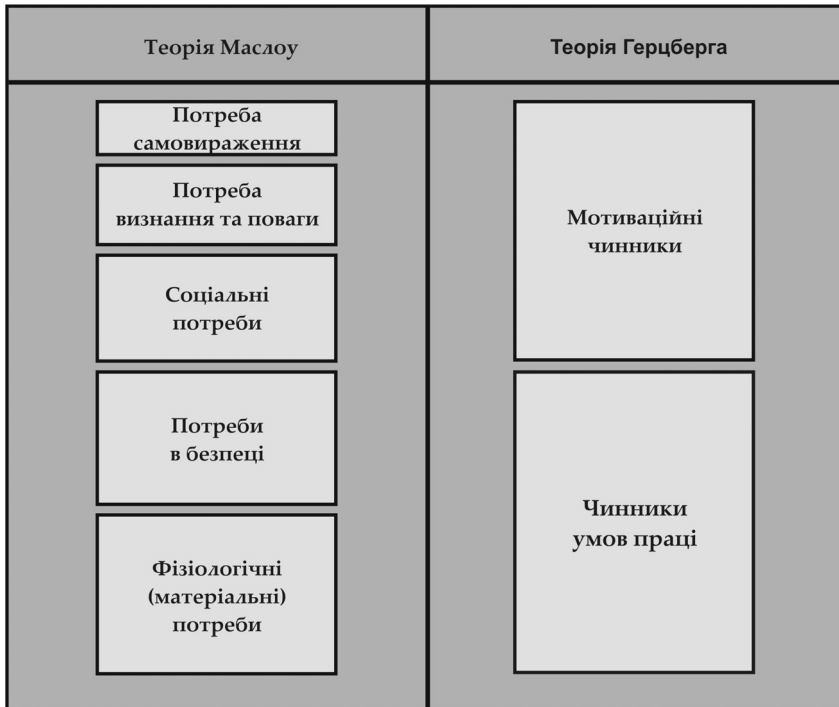 Теорія Маслоу
Теорія Герцберга
Потреба
самовираження
Потреба
визнання та поваги
Соціальні
потреби
Потреби
в безпеці
Фізіологічні
(матеріальні)
потреби
Мотиваційні
чинники
Чинники
умов праці